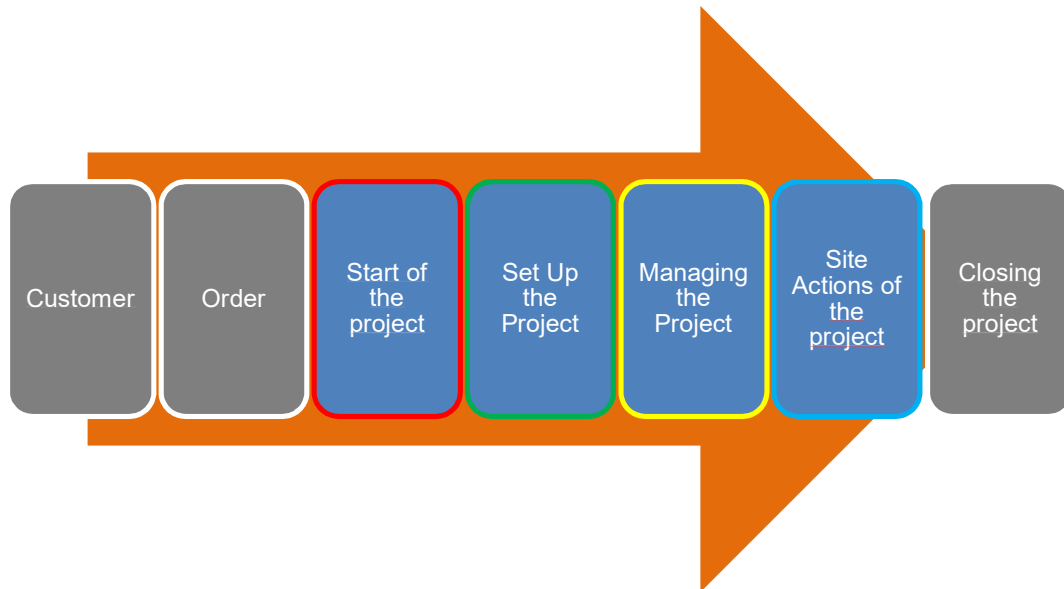 Customer
Order
Start of
the
project
Set Up
the
Project
Managing
the
Project
Site
Actions of
the
project
Closing
the
project